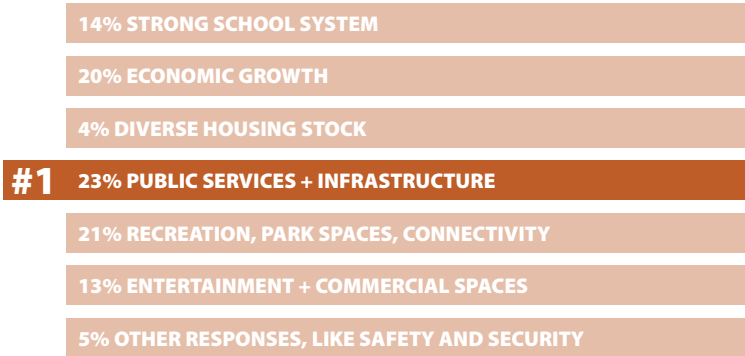 14% STRONG SCHOOL SYSTEM
20% ECONOMIC GROWTH
4% DIVERSE HOUSING STOCK
#1 23% PUBLIC SERVICES + INFRASTRUCTURE
21% RECREATION, PARK SPACES, CONNECTIVITY
13% ENTERTAINMENT + COMMERCIAL SPACES
5% OTHER RESPONSES, LIKE SAFETY AND SECURITY